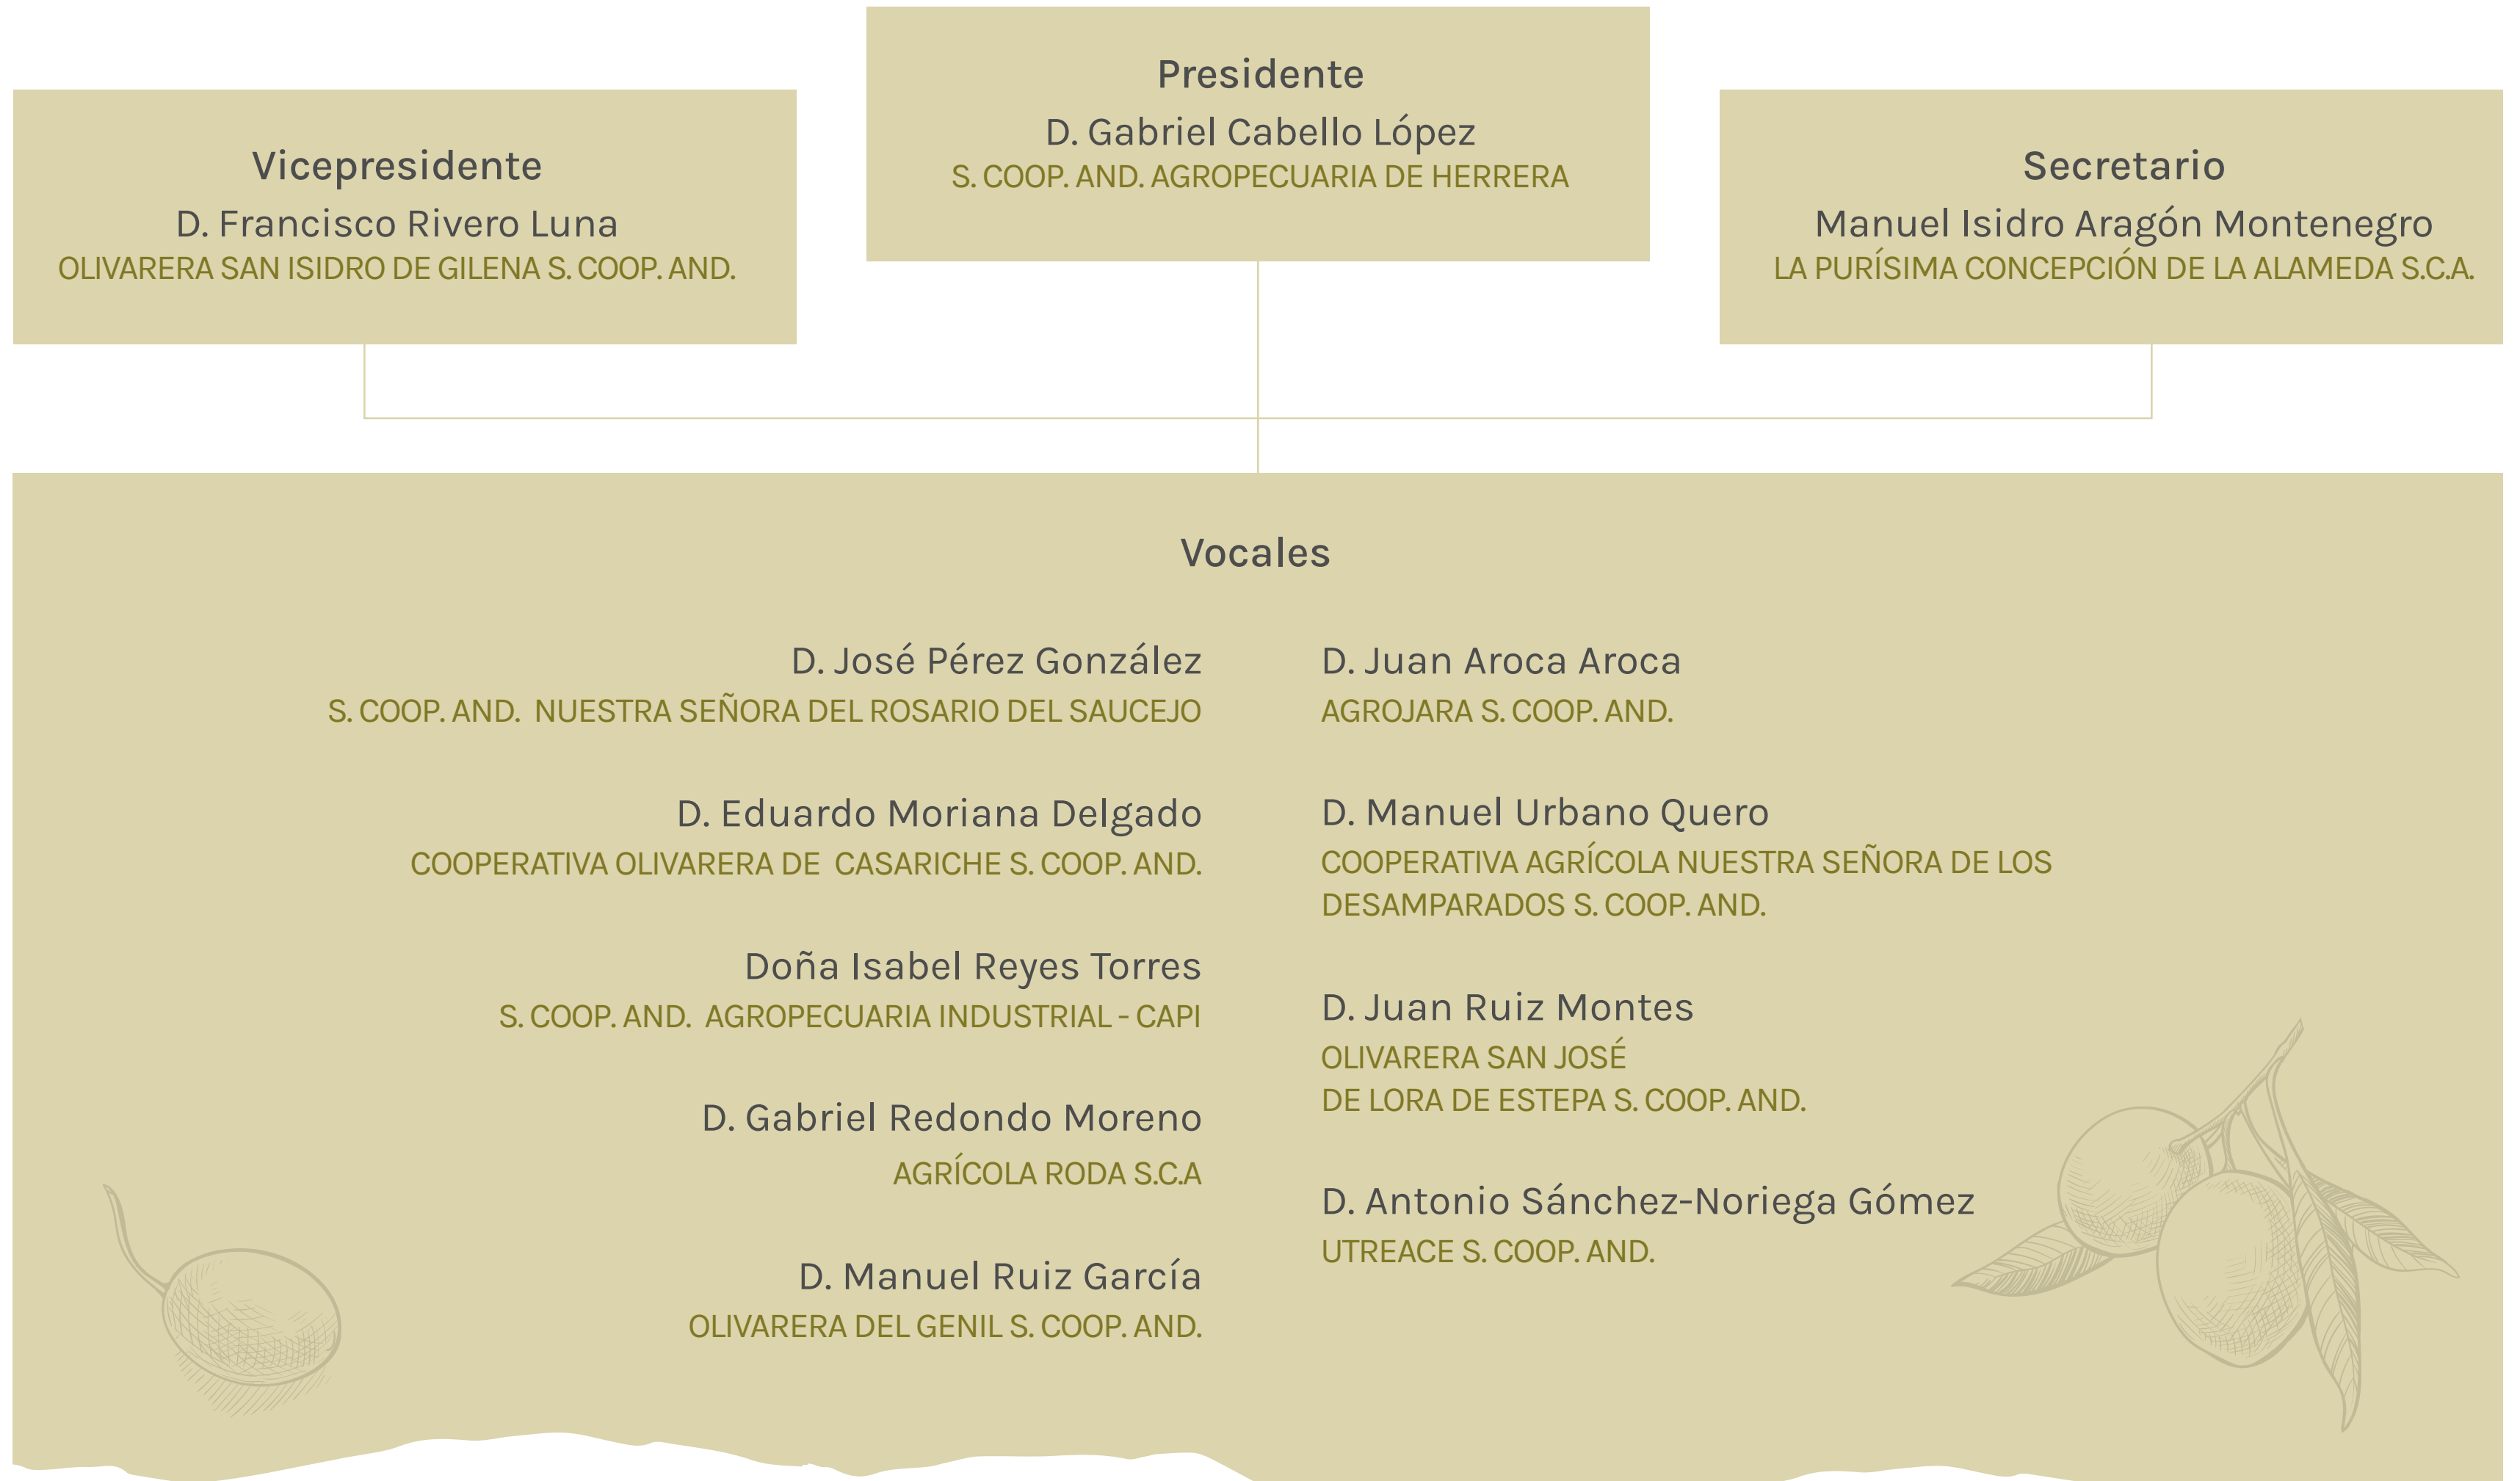 Presidente
D. Gabriel Cabello López
S. COOP. AND. AGROPECUARIA DE HERRERA
Vicepresidente
D. Francisco Rivero Luna
OLIVARERA SAN ISIDRO DE GILENA S. COOP. AND.
Secretario
Manuel Isidro Aragón Montenegro
LA PURÍSIMA CONCEPCIÓN DE LA ALAMEDA S.C.A.
Vocales
D. José Pérez González
S. COOP. AND. NUESTRA SEÑORA DEL ROSARIO DEL SAUCEJO
D. Eduardo Moriana Delgado
COOPERATIVA OLIVARERA DE CASARICHE S. COOP. AND.
Doña Isabel Reyes Torres
S. COOP. AND. AGROPECUARIA INDUSTRIAL - CAPI
D. Gabriel Redondo Moreno
AGRÍCOLA RODA S.C.A
D. Manuel Ruiz García
OLIVARERA DEL GENIL S. COOP. AND.
D. Juan Aroca Aroca
AGROJARA S. COOP. AND.
D. Manuel Urbano Quero
COOPERATIVA AGRÍCOLA NUESTRA SEÑORA DE LOS
DESAMPARADOS S. COOP. AND.
D. Juan Ruiz Montes
OLIVARERA SAN JOSÉ
DE LORA DE ESTEPA S. COOP. AND.
D. Antonio Sánchez-Noriega Gómez
UTREACE S. COOP. AND.